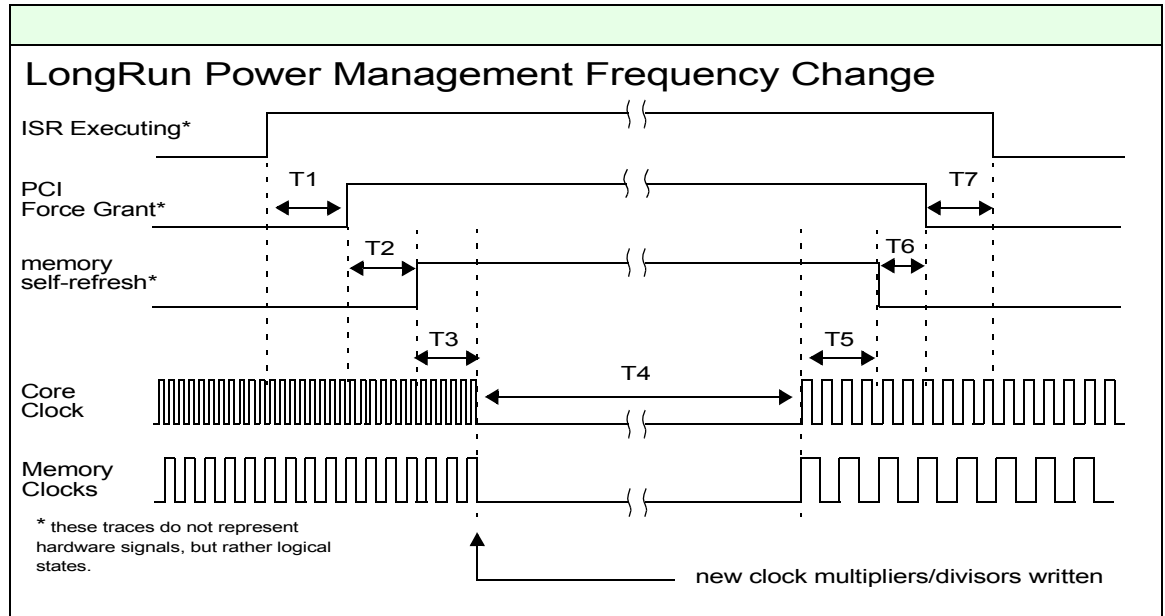 LongRun Power Management Frequency Change
ISR Executing*
T1
T7
PCI
Force Grant*
T2
T6
memory
self-refresh*
T3
T5
T4
Core
Clock
Memory
Clocks
* these traces do not represent
hardware signals, but rather logical
states.
new clock multipliers/divisors written